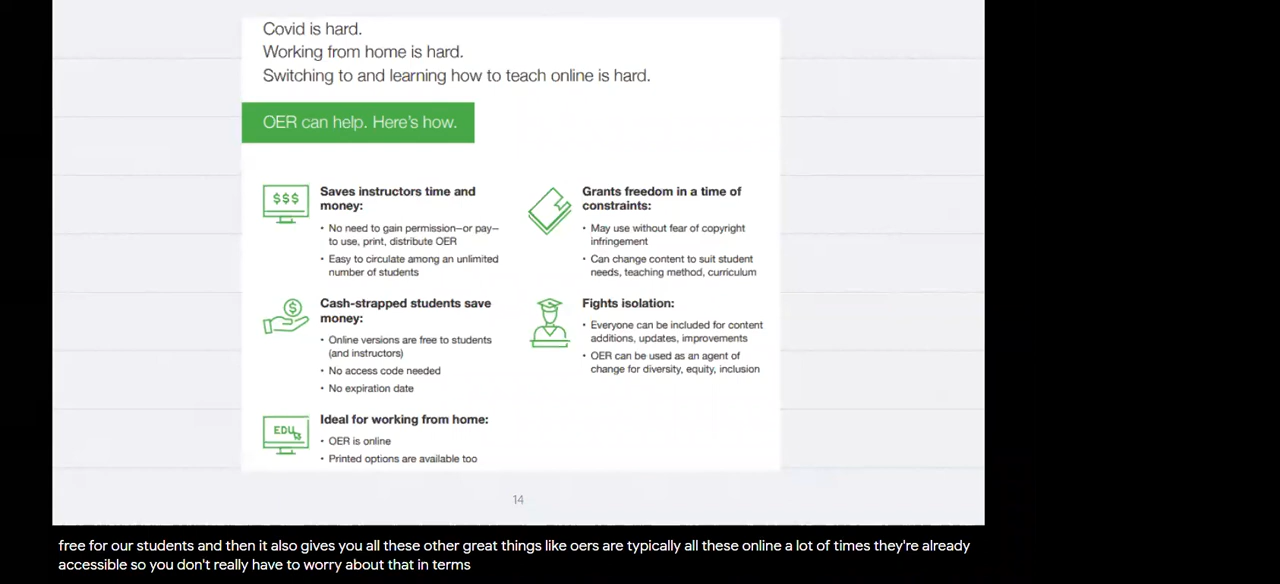 Covid is hard.
Working from home is hard.
Switching to and learning how to teach online is hard.
OER can help. Here's how.
$$$
Saves instructors time and
money:
• No need to gain permission—or pay—
to use, print, distribute OER
• Easy to circulate among an unlimited
number of students
$
Cash-strapped students save
money:
• Online versions are free to students
(and instructors)
• No access code needed
• No expiration date
EDU
Ideal for working from home:
• OER is online
• Printed options are available too
Grants freedom in a time of
constraints:
• May use without fear of copyright
infringement
• Can change content to suit student
needs, teaching method, curriculum
Fights isolation:
• Everyone can be included for content
additions, updates, improvements
• OER can be used as an agent of
change for diversity, equity, inclusion
14
free for our students and then it also gives you all these other great things like oers are typically all these online a lot of times they're already
accessible so you don't really have to worry about that in terms